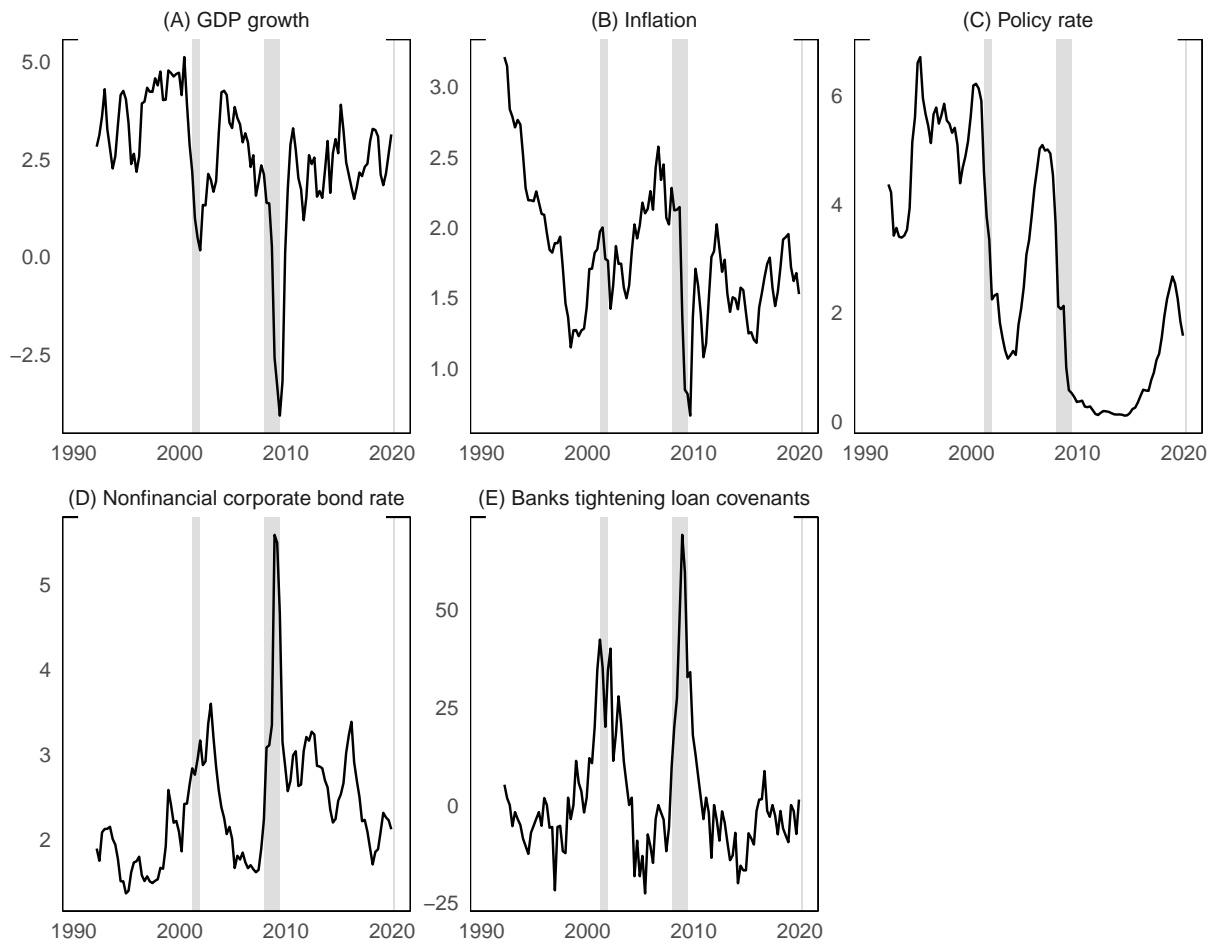 (A) GDP growth
5.0
2.5
0.0
−2.5
1990 2000 2010 2020
(B) Inflation
3.0
2.5
2.0
1.5
1.0
1990 2000 2010 2020
(C) Policy rate
6
4
2
0
1990 2000 2010 2020
(D) Nonfinancial corporate bond rate
5
4
3
2
1990 2000 2010 2020
(E) Banks tightening loan covenants
50
25
0
−25
1990 2000 2010 2020